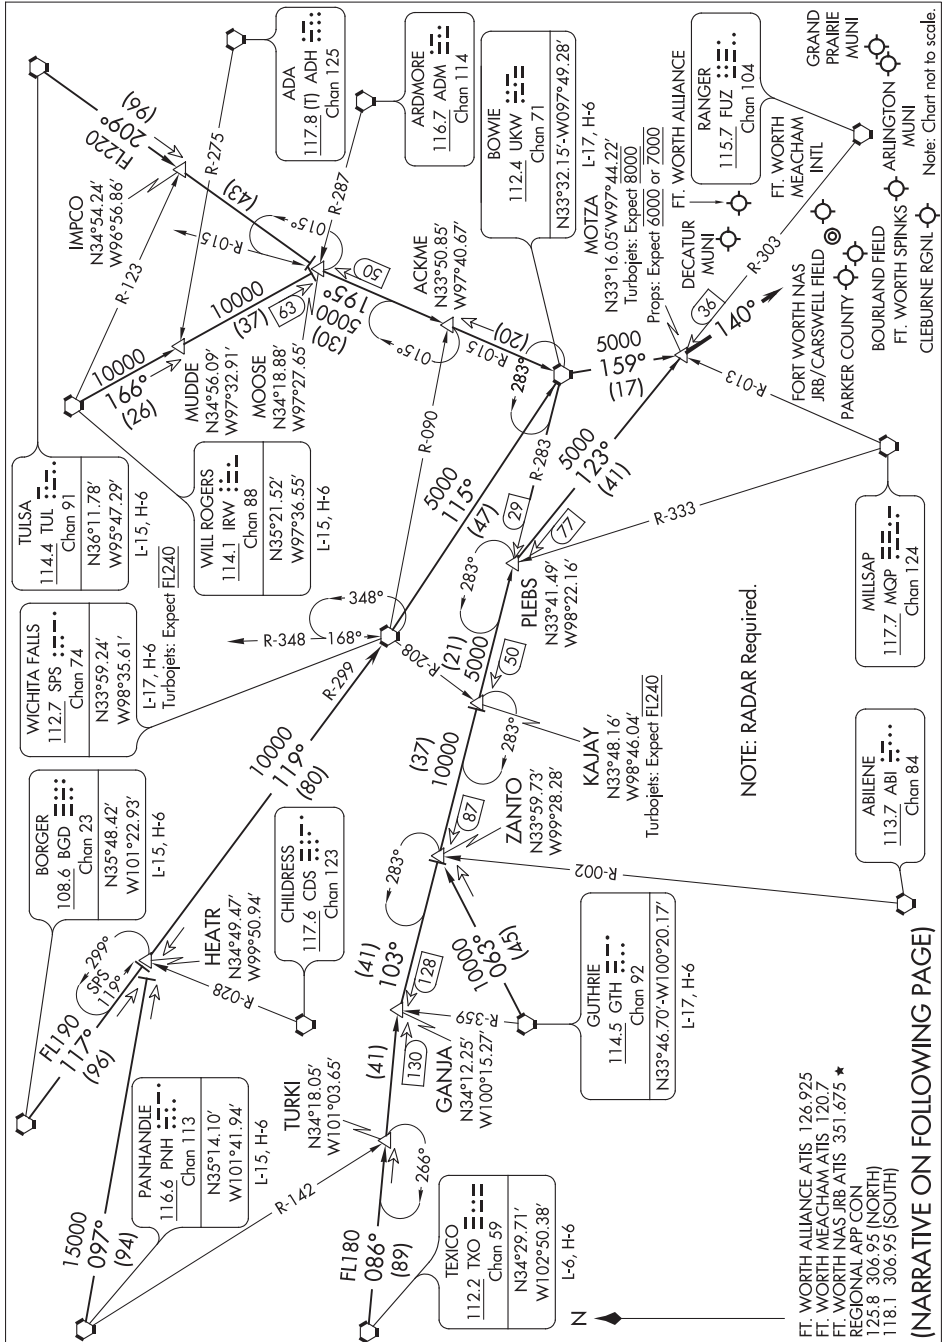 TULSA
114.4 TUL
Chan 91
N36°11.78'
W95°47.29'
L-15, H-6
WILL ROGERS
114.1 IRW
Chan 88
N35°21.52'
W97°36.55'
L-15, H-6
WICHITA FALLS
112.7 SPS
Chan 74
N33°59.24'
W98°35.61'
L-17, H-6
Turbojets: Expect FL240
BORGER
108.6 BGD
Chan 23
N35°48.42'
W101°22.93'
L-15, H-6
CHILDRESS
117.6 CDS
Chan 123
PANHANDLE
116.6 PNH
Chan 113
N35°14.10'
W101°41.94'
L-15, H-6
TEXICO
112.2 TXO
Chan 59
N34°29.71'
W102°50.38'
L-6, H-6
ADA
117.8 (T) ADH
Chan 125
ARDMORE
116.7 ADM
Chan 114
BOWIE
112.4 UKW
Chan 71
N33°32.15'-W097°49.28'
L-17, H-6
RANGER
115.7 FUZ
Chan 104
MILLSAP
117.7 MQP
Chan 124
ABILENE
113.7 ABI
Chan 84
GUTHRIE
114.5 GTH
Chan 92
N33°46.70'-W100°20.17'
L-17, H-6
IMPCO
N34°54.24'
W96°56.86'
MUDDE
N34°56.09'
W97°32.91'
MOOSE
N34°18.88'
W97°27.65'
ACKME
N33°50.85'
W97°40.67'
MOTZA
N33°16.05'W97°44.22'
Turbojets: Expect 8000
Props: Expect 6000 or 7000
PLEBS
N33°41.49'
W98°22.16'
KAJAY
N33°48.16'
W98°46.04'
Turbojets: Expect FL240
ZANTO
N33°59.73'
W99°28.28'
HEATR
N34°49.47'
W99°50.94'
GANJA
N34°12.25'
W100°15.27'
TURKI
N34°18.05'
W101°03.65'
FL220
209°
(96)
R-275
R-123
(43)
R-287
R-015
015°
015°
10000
169°
(26)
10000
(37)
63
50
195°
5000
(30)
015°
015°
R-015
(20)
R-090
283°
283°
5000
159°
(17)
36
R-303
140°
R-013
R-283
5000
123°
(41)
29
77
R-333
5000
115°
(47)
348°
168°
R-348
R-299
R-208
10000
119°
(80)
(21)
5000
50
283°
283°
(37)
10000
87
283°
R-002
10000
063°
(45)
(41)
103°
128
R-359
130
(41)
266°
R-142
FL180
086°
(89)
15000
097°
(94)
FL190
117°
(96)
299°
SPS
119°
R-028
DECATUR
MUNI
FT. WORTH ALLIANCE
FT. WORTH
MEACHAM
INTL
GRAND
PRAIRIE
MUNI
ARLINGTON
MUNI
FORT WORTH NAS
JRB/CARSWELL FIELD
PARKER COUNTY
BOURLAND FIELD
FT. WORTH SPINKS
CLEBURNE RGNL
Note: Chart not to scale.
NOTE: RADAR Required.
N
FT. WORTH ALLIANCE ATIS 126.925
FT. WORTH MEACHAM ATIS 120.7
FT. WORTH NAS JRB ATIS 351.675 ★
REGIONAL APP CON
125.8 306.95 (NORTH)
118.1 306.95 (SOUTH)
(NARRATIVE ON FOLLOWING PAGE)